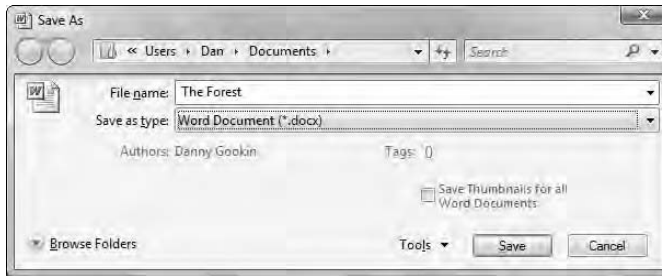 Save As
« Users ▸ Dan ▸ Documents ▸ Search
File name: The Forest
Save as type: Word Document (*.docx)
Authors: Danny Gookin Tags: ()
Save Thumbnails for all
Word Documents
Browse Folders Tools Save Cancel